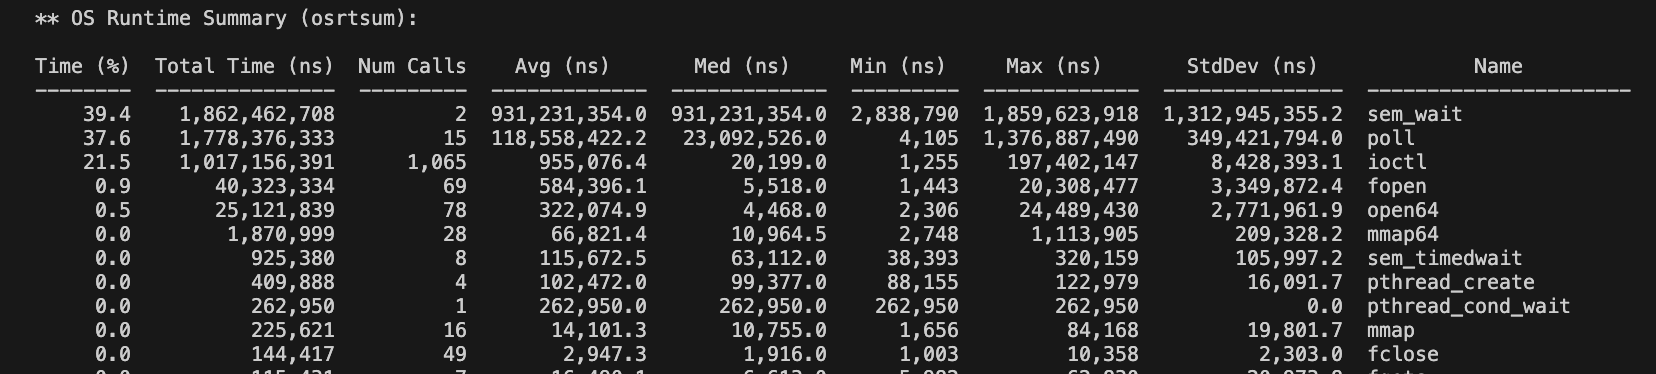 ** OS Runtime Summary (osrtsum):
Time (%)  Total Time (ns)  Num Calls    Avg (ns)       Med (ns)     Min (ns)     Max (ns)       StdDev (ns)             Name
--------  ---------------  ---------  -------------  -------------  ---------  -------------  ---------------  ----------------------
39.4    1,862,462,708          2  931,231,354.0  931,231,354.0  2,838,790  1,859,623,918  1,312,945,355.2  sem_wait
37.6    1,778,376,333         15  118,558,422.2   23,092,526.0      4,105  1,376,887,490    349,421,794.0  poll
21.5    1,017,156,391      1,065      955,076.4       20,199.0      1,255    197,402,147      8,428,393.1  ioctl
0.9       40,323,334         69      584,396.1        5,518.0      1,443     20,308,477      3,349,872.4  fopen
0.5       25,121,839         78      322,074.9        4,468.0      2,306     24,489,430      2,771,961.9  open64
0.0        1,870,999         28       66,821.4       10,964.5      2,748      1,113,905        209,328.2  mmap64
0.0          925,380          8      115,672.5       63,112.0     38,393        320,159        105,997.2  sem_timedwait
0.0          409,888          4      102,472.0       99,377.0     88,155        122,979         16,091.7  pthread_create
0.0          262,950          1      262,950.0      262,950.0    262,950        262,950              0.0  pthread_cond_wait
0.0          225,621         16       14,101.3       10,755.0      1,656         84,168         19,801.7  mmap
0.0          144,417         49        2,947.3        1,916.0      1,003         10,358          2,303.0  fclose